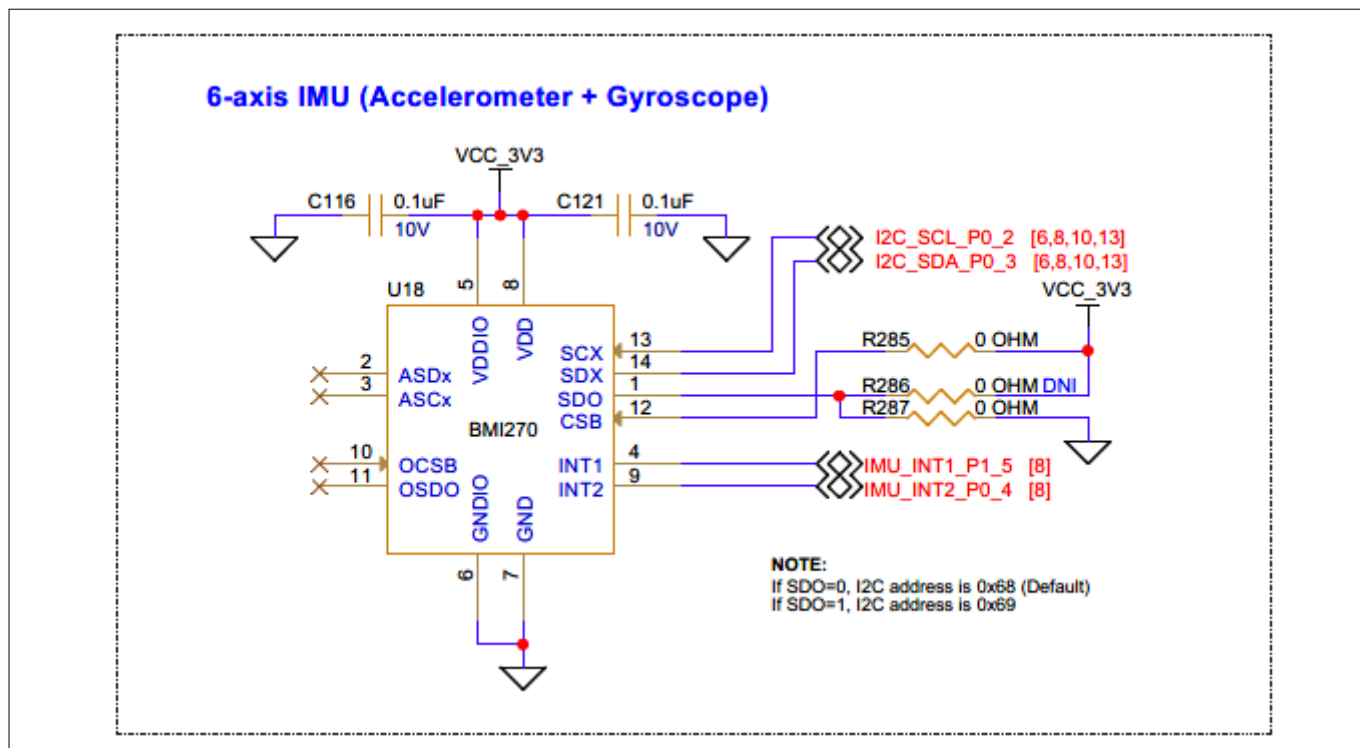 6-axis IMU (Accelerometer + Gyroscope)
VCC_3V3
C116 0.1uF C121 0.1uF
10V 10V
I2C_SCL_P0_2 [6,8,10,13]
I2C_SDA_P0_3 [6,8,10,13]
VCC_3V3
U18 5 8
VDDIO VDD
2 ASDx
3 ASCx
10 OCSB
11 OSDO
BMI270
SCX 13
SDX 14
SDO 1
CSB 12
INT1 4
INT2 9
R285 0 OHM
R286 0 OHM DNI
R287 0 OHM
IMU_INT1_P1_5 [8]
IMU_INT2_P0_4 [8]
GNDIO GND
6 7
NOTE:
If SDO=0, I2C address is 0x68 (Default)
If SDO=1, I2C address is 0x69